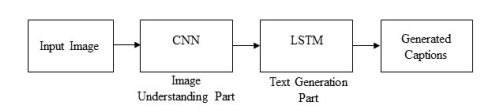 Input Image
CNN
LSTM
Generated
Captions
Image
Understanding Part
Text Generation
Part